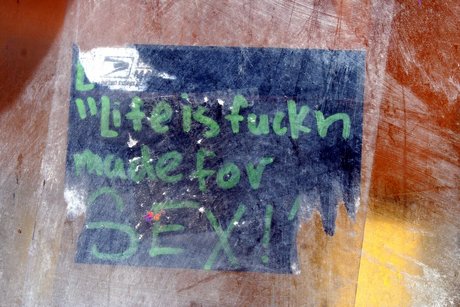 "Life is fuckn
made for
SEX!"